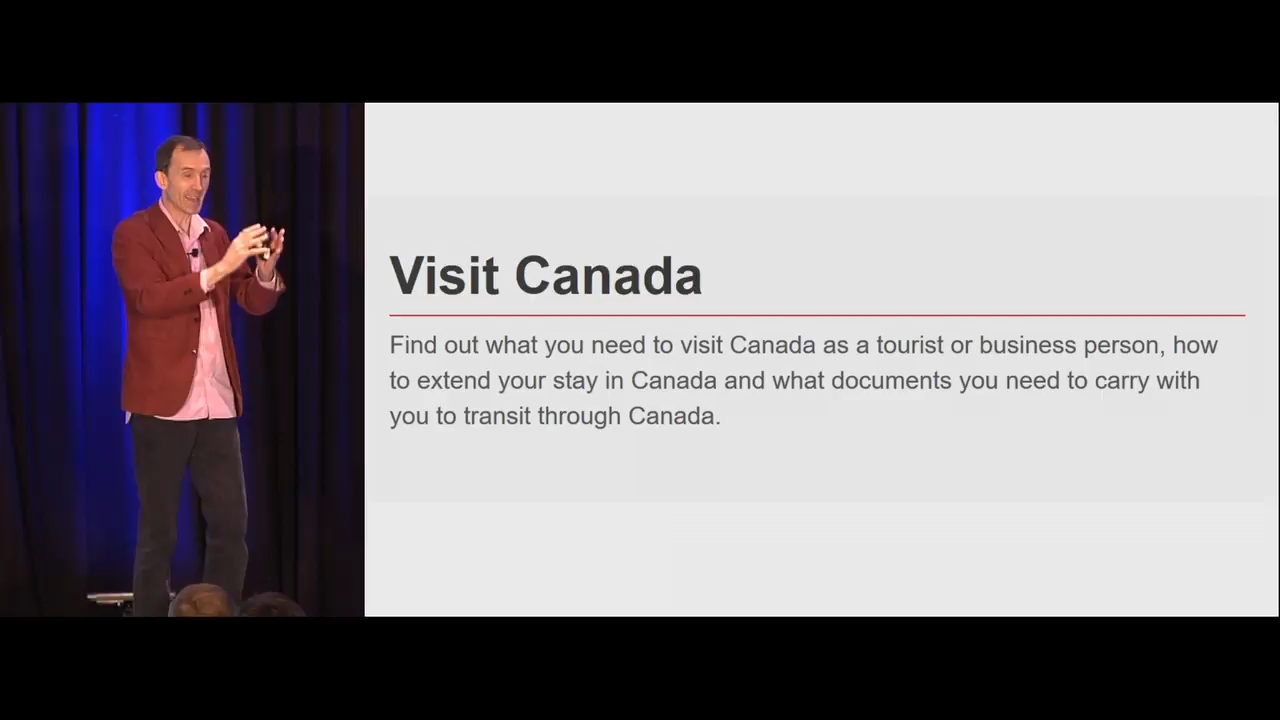 Visit Canada
Find out what you need to visit Canada as a tourist or business person, how
to extend your stay in Canada and what documents you need to carry with
you to transit through Canada.